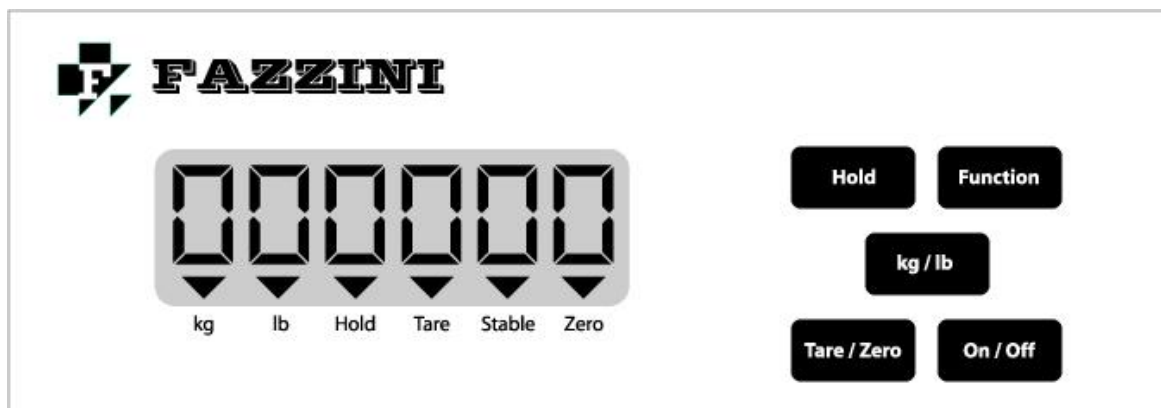 F FAZZINI
000000
kg lb Hold Tare Stable Zero
Hold Function
kg / lb
Tare / Zero On / Off